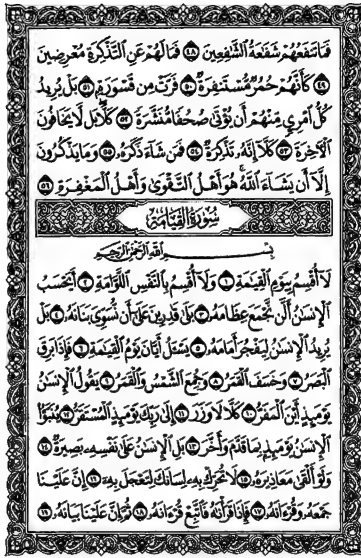 فَمَا تَنفَعُهُمْ شَفَٰعَةُ ٱلشَّٰفِعِينَ ٤٨ فَمَا لَهُمْ عَنِ ٱلتَّذْكِرَةِ مُعْرِضِينَ
٤٩ كَأَنَّهُمْ حُمُرٌ مُّسْتَنفِرَةٌ ٥٠ فَرَّتْ مِن قَسْوَرَةٍ ٥١ بَلْ يُرِيدُ
كُلُّ ٱمْرِئٍ مِّنْهُمْ أَن يُؤْتَىٰ صُحُفًا مُّنَشَّرَةً ٥٢ كَلَّا بَل لَّا يَخَافُونَ
ٱلْءَاخِرَةَ ٥٣ كَلَّا إِنَّهُۥ تَذْكِرَةٌ ٥٤ فَمَن شَآءَ ذَكَرَهُۥ ٥٥ وَمَا يَذْكُرُونَ
إِلَّا أَن يَشَآءَ ٱللَّهُ هُوَ أَهْلُ ٱلتَّقْوَىٰ وَأَهْلُ ٱلْمَغْفِرَةِ ٥٦
سُورَةُ القِيَامَةِ
بِسْمِ ٱللَّهِ ٱلرَّحْمَٰنِ ٱلرَّحِيمِ
لَآ أُقْسِمُ بِيَوْمِ ٱلْقِيَٰمَةِ ١ وَلَآ أُقْسِمُ بِٱلنَّفْسِ ٱللَّوَّامَةِ ٢ أَيَحْسَبُ
ٱلْإِنسَٰنُ أَلَّن نَّجْمَعَ عِظَامَهُۥ ٣ بَلَىٰ قَٰدِرِينَ عَلَىٰٓ أَن نُّسَوِّىَ بَنَانَهُۥ ٤ بَلْ
يُرِيدُ ٱلْإِنسَٰنُ لِيَفْجُرَ أَمَامَهُۥ ٥ يَسْـَٔلُ أَيَّانَ يَوْمُ ٱلْقِيَٰمَةِ ٦ فَإِذَا بَرِقَ
ٱلْبَصَرُ ٧ وَخَسَفَ ٱلْقَمَرُ ٨ وَجُمِعَ ٱلشَّمْسُ وَٱلْقَمَرُ ٩ يَقُولُ ٱلْإِنسَٰنُ
يَوْمَئِذٍ أَيْنَ ٱلْمَفَرُّ ١٠ كَلَّا لَا وَزَرَ ١١ إِلَىٰ رَبِّكَ يَوْمَئِذٍ ٱلْمُسْتَقَرُّ ١٢ يُنَبَّؤُا۟
ٱلْإِنسَٰنُ يَوْمَئِذٍۭ بِمَا قَدَّمَ وَأَخَّرَ ١٣ بَلِ ٱلْإِنسَٰنُ عَلَىٰ نَفْسِهِۦ بَصِيرَةٌ ١٤
وَلَوْ أَلْقَىٰ مَعَاذِيرَهُۥ ١٥ لَا تُحَرِّكْ بِهِۦ لِسَانَكَ لِتَعْجَلَ بِهِۦٓ ١٦ إِنَّ عَلَيْنَا
جَمْعَهُۥ وَقُرْءَانَهُۥ ١٧ فَإِذَا قَرَأْنَٰهُ فَٱتَّبِعْ قُرْءَانَهُۥ ١٨ ثُمَّ إِنَّ عَلَيْنَا بَيَانَهُۥ ١٩